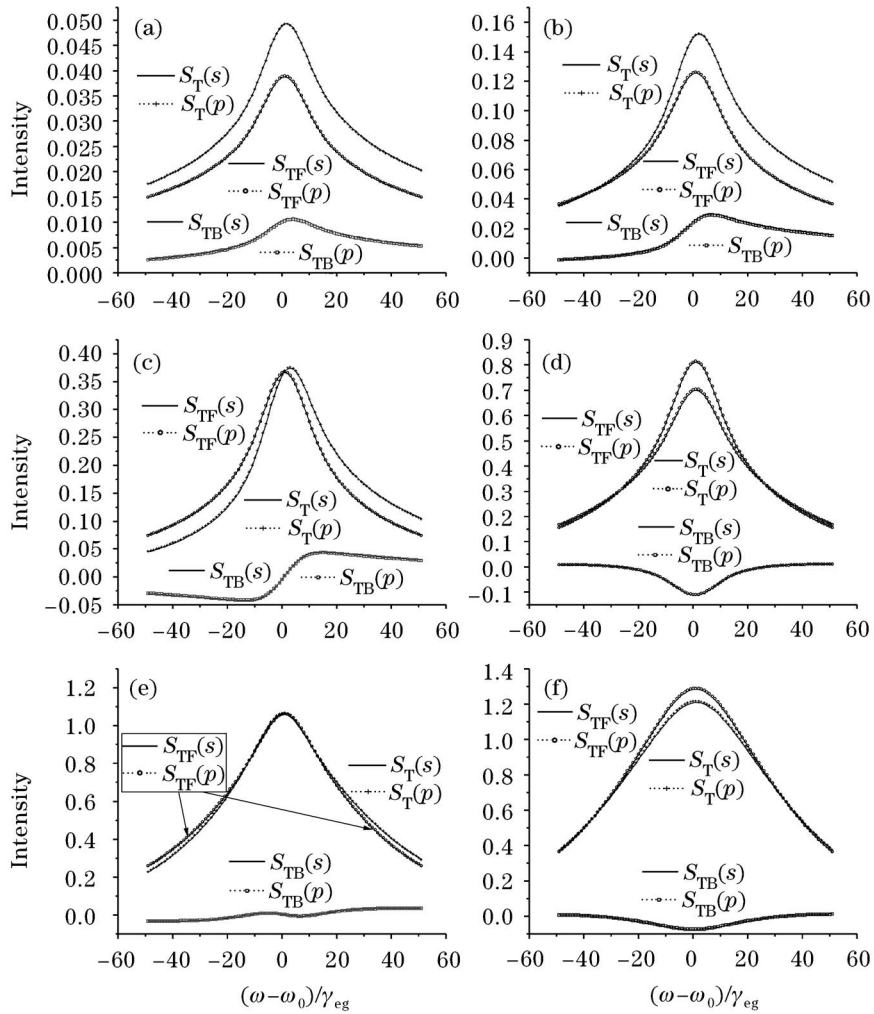 (a)
Intensity
0.050
0.045
0.040
0.035
0.030
0.025
0.020
0.015
0.010
0.005
0.000
S_T(s)
S_T(p)
S_TF(s)
S_TF(p)
S_TB(s)
S_TB(p)
−60 −40 −20 0 20 40 60
(b)
0.16
0.14
0.12
0.10
0.08
0.06
0.04
0.02
0.00
S_T(s)
S_T(p)
S_TF(s)
S_TF(p)
S_TB(s)
S_TB(p)
−60 −40 −20 0 20 40 60
(c)
Intensity
0.40
0.35
0.30
0.25
0.20
0.15
0.10
0.05
0.00
−0.05
S_TF(s)
S_TF(p)
S_T(s)
S_T(p)
S_TB(s)
S_TB(p)
−60 −40 −20 0 20 40 60
(d)
0.9
0.8
0.7
0.6
0.5
0.4
0.3
0.2
0.1
0.0
−0.1
S_TF(s)
S_TF(p)
S_T(s)
S_T(p)
S_TB(s)
S_TB(p)
−60 −40 −20 0 20 40 60
(e)
Intensity
1.2
1.0
0.8
0.6
0.4
0.2
0.0
S_TF(s)
S_TF(p)
S_T(s)
S_T(p)
S_TB(s)
S_TB(p)
−60 −40 −20 0 20 40 60
(ω−ω₀)/γ_eg
(f)
1.4
1.3
1.2
1.0
0.8
0.6
0.4
0.2
0.0
S_TF(s)
S_TF(p)
S_T(s)
S_T(p)
S_TB(s)
S_TB(p)
−60 −40 −20 0 20 40 60
(ω−ω₀)/γ_eg